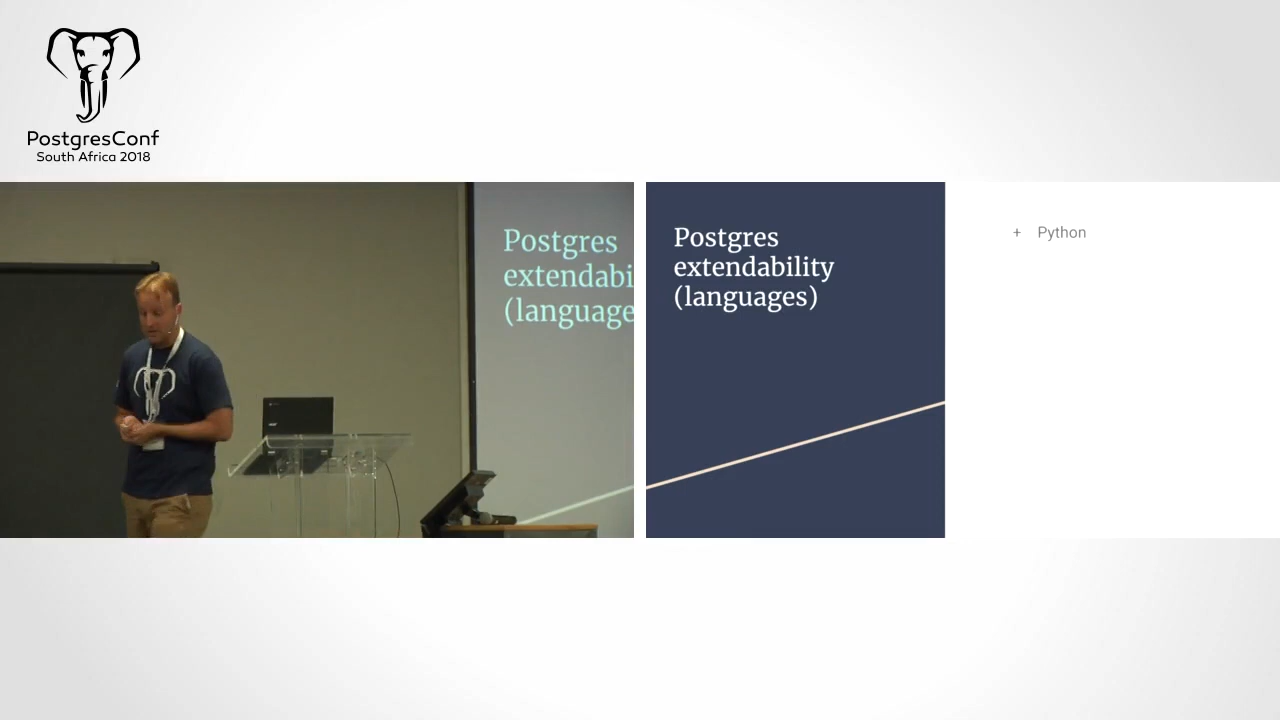 PostgresConf
South Africa 2018
Postgres
extendabi
(language
Postgres
extendability
(languages)
+ Python